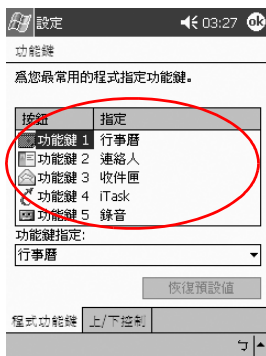 設定 03:27 ok
功能鍵
爲您最常用的程式指定功能鍵。
按鈕 指定
功能鍵 1 行事曆
功能鍵 2 連絡人
功能鍵 3 收件匣
功能鍵 4 iTask
功能鍵 5 錄音
功能鍵指定:
行事曆
恢復預設值
程式功能鍵 上/下控制